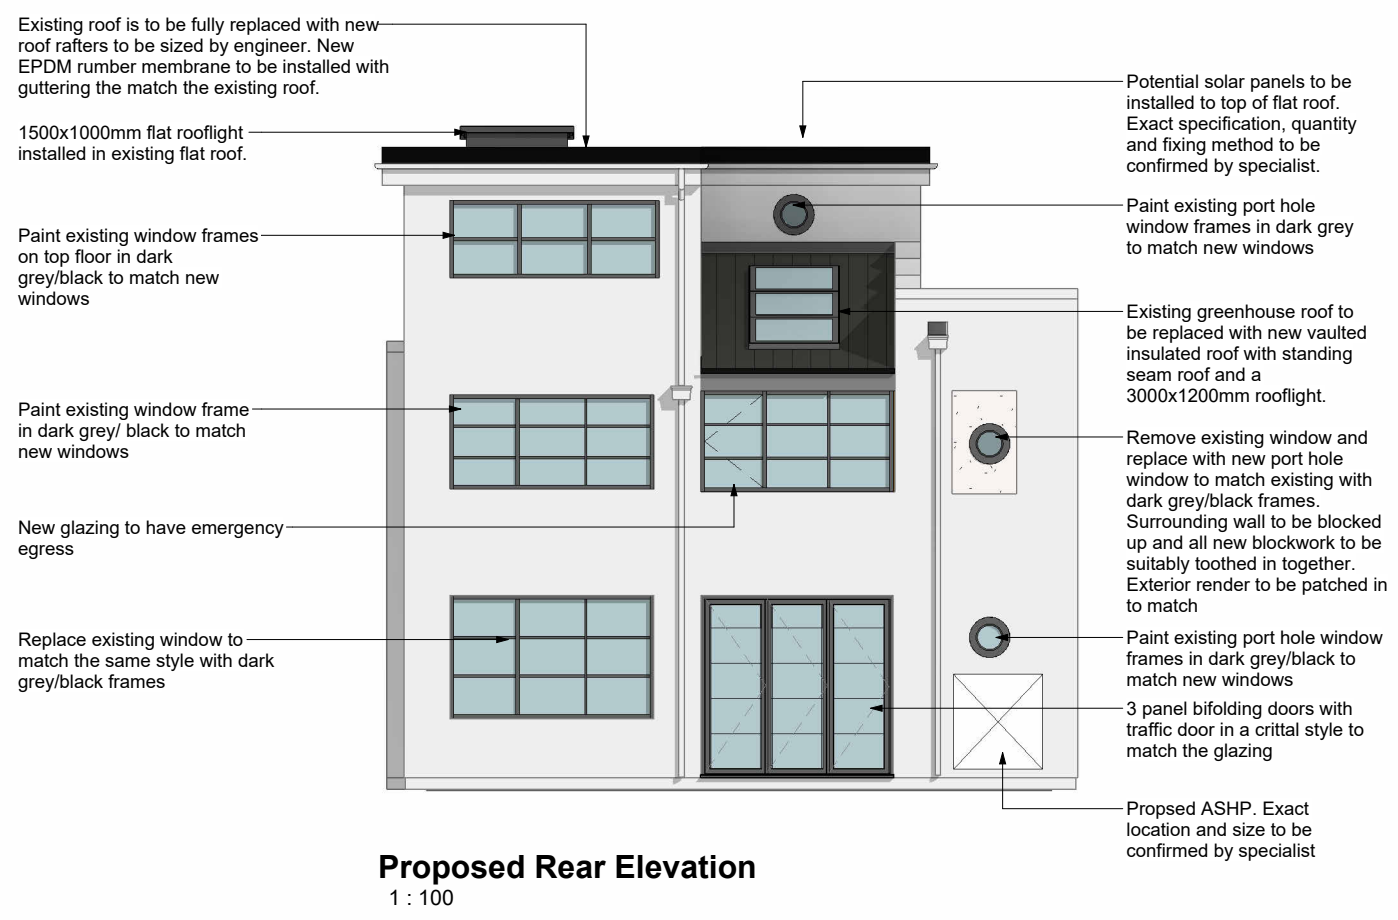 Existing roof is to be fully replaced with new
roof rafters to be sized by engineer. New
EPDM rumber membrane to be installed with
guttering the match the existing roof.
1500x1000mm flat rooflight
installed in existing flat roof.
Paint existing window frames
on top floor in dark
grey/black to match new
windows
Paint existing window frame
in dark grey/ black to match
new windows
New glazing to have emergency
egress
Replace existing window to
match the same style with dark
grey/black frames
Potential solar panels to be
installed to top of flat roof.
Exact specification, quantity
and fixing method to be
confirmed by specialist.
Paint existing port hole
window frames in dark grey
to match new windows
Existing greenhouse roof to
be replaced with new vaulted
insulated roof with standing
seam roof and a
3000x1200mm rooflight.
Remove existing window and
replace with new port hole
window to match existing with
dark grey/black frames.
Surrounding wall to be blocked
up and all new blockwork to be
suitably toothed in together.
Exterior render to be patched in
to match
Paint existing port hole window
frames in dark grey/black to
match new windows
3 panel bifolding doors with
traffic door in a crittal style to
match the glazing
Propsed ASHP. Exact
location and size to be
confirmed by specialist
Proposed Rear Elevation
1 : 100